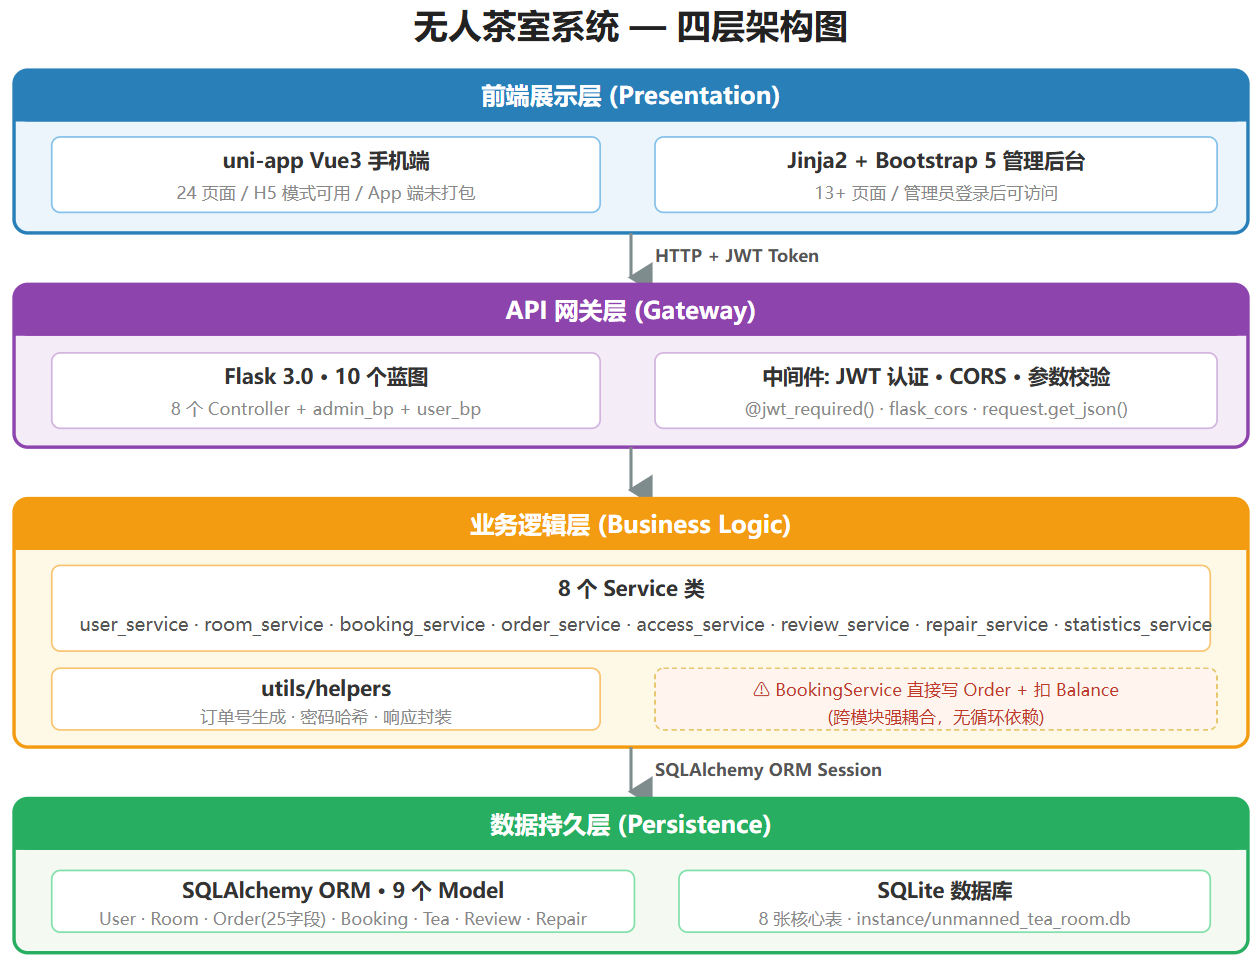 无人茶室系统 — 四层架构图
前端展示层 (Presentation)
uni-app Vue3 手机端
24 页面 / H5 模式可用 / App 端未打包
Jinja2 + Bootstrap 5 管理后台
13+ 页面 / 管理员登录后可访问
HTTP + JWT Token
API 网关层 (Gateway)
Flask 3.0 • 10 个蓝图
8 个 Controller + admin_bp + user_bp
中间件: JWT 认证 • CORS • 参数校验
@jwt_required() · flask_cors · request.get_json()
业务逻辑层 (Business Logic)
8 个 Service 类
user_service · room_service · booking_service · order_service · access_service · review_service · repair_service · statistics_service
utils/helpers
订单号生成 · 密码哈希 · 响应封装
⚠ BookingService 直接写 Order + 扣 Balance
(跨模块强耦合，无循环依赖)
SQLAlchemy ORM Session
数据持久层 (Persistence)
SQLAlchemy ORM • 9 个 Model
User · Room · Order(25字段) · Booking · Tea · Review · Repair
SQLite 数据库
8 张核心表 · instance/unmanned_tea_room.db